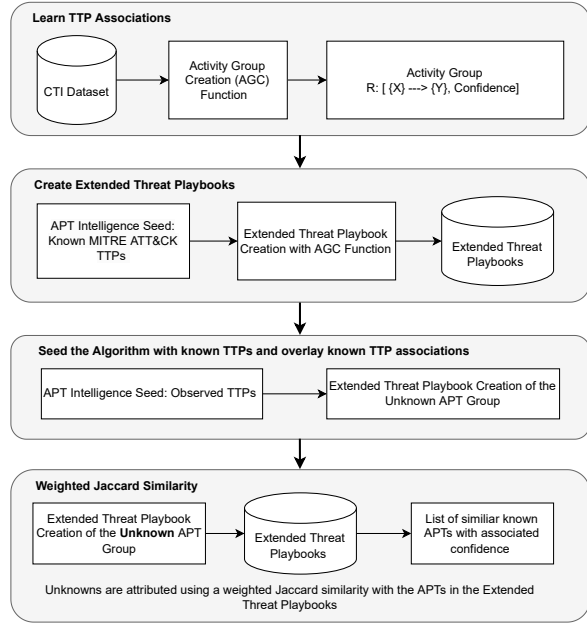 Learn TTP Associations
CTI Dataset
Activity Group
Creation (AGC)
Function
Activity Group
R: [ {X} ---> {Y}, Confidence]
Create Extended Threat Playbooks
APT Intelligence Seed:
Known MITRE ATT&CK
TTPs
Extended Threat Playbook
Creation with AGC Function
Extended Threat
Playbooks
Seed the Algorithm with known TTPs and overlay known TTP associations
APT Intelligence Seed: Observed TTPs
Extended Threat Playbook Creation of the
Unknown APT Group
Weighted Jaccard Similarity
Extended Threat Playbook
Creation of the Unknown APT
Group
Extended Threat
Playbooks
List of similiar known
APTs with associated
confidence
Unknowns are attributed using a weighted Jaccard similarity with the APTs in the Extended
Threat Playbooks